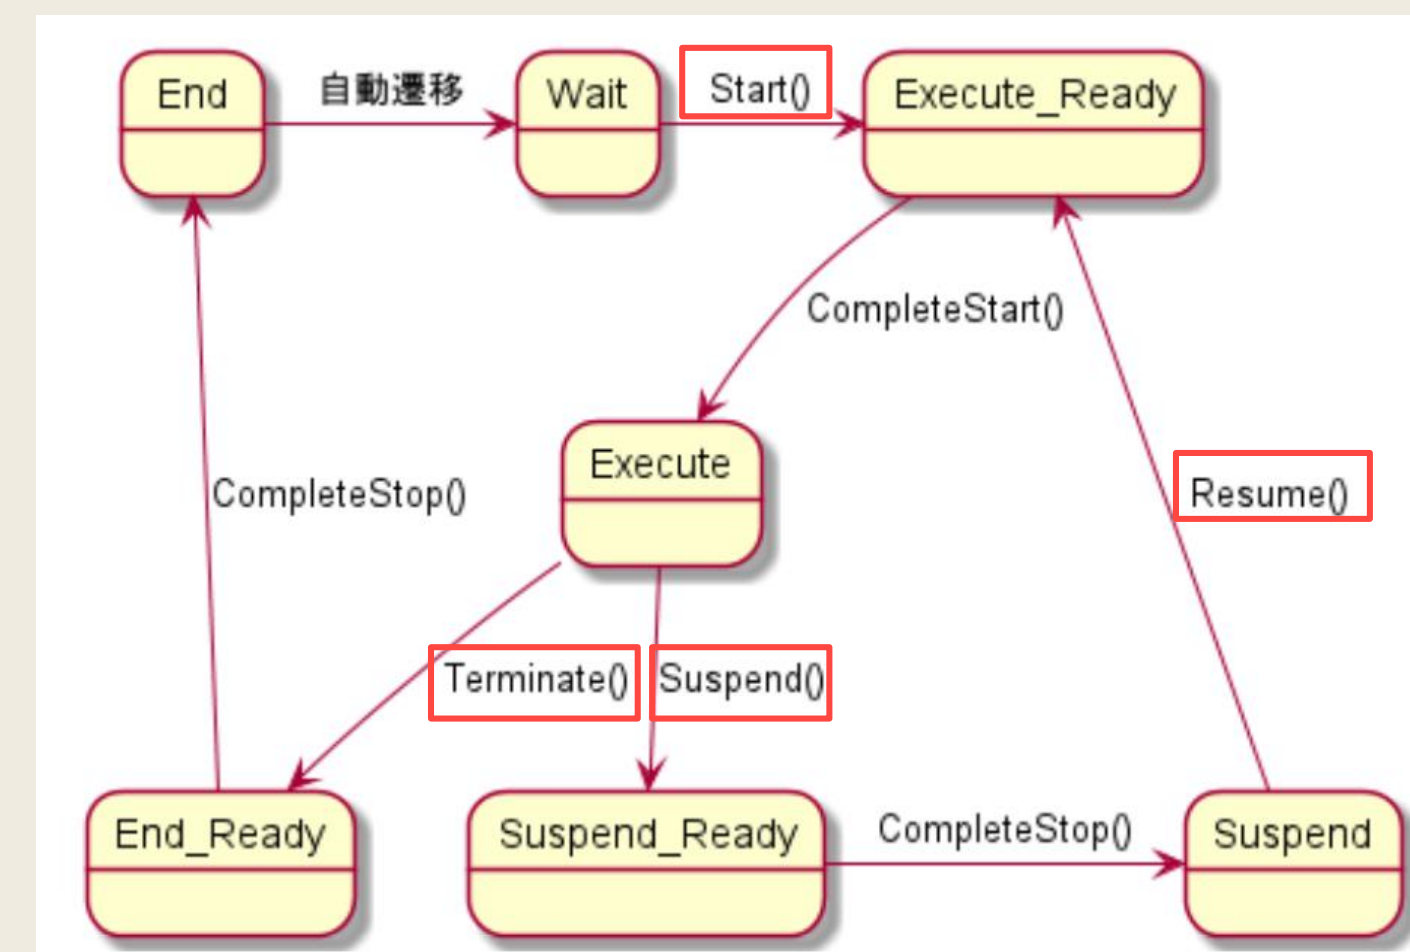 End
自動遷移
Wait
Start()
Execute_Ready
CompleteStart()
Execute
CompleteStop()
Resume()
Terminate()
Suspend()
End_Ready
Suspend_Ready
CompleteStop()
Suspend